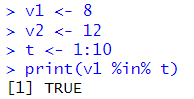 > v1 <- 8
> v2 <- 12
> t <- 1:10
> print(v1 %in% t)
[1] TRUE